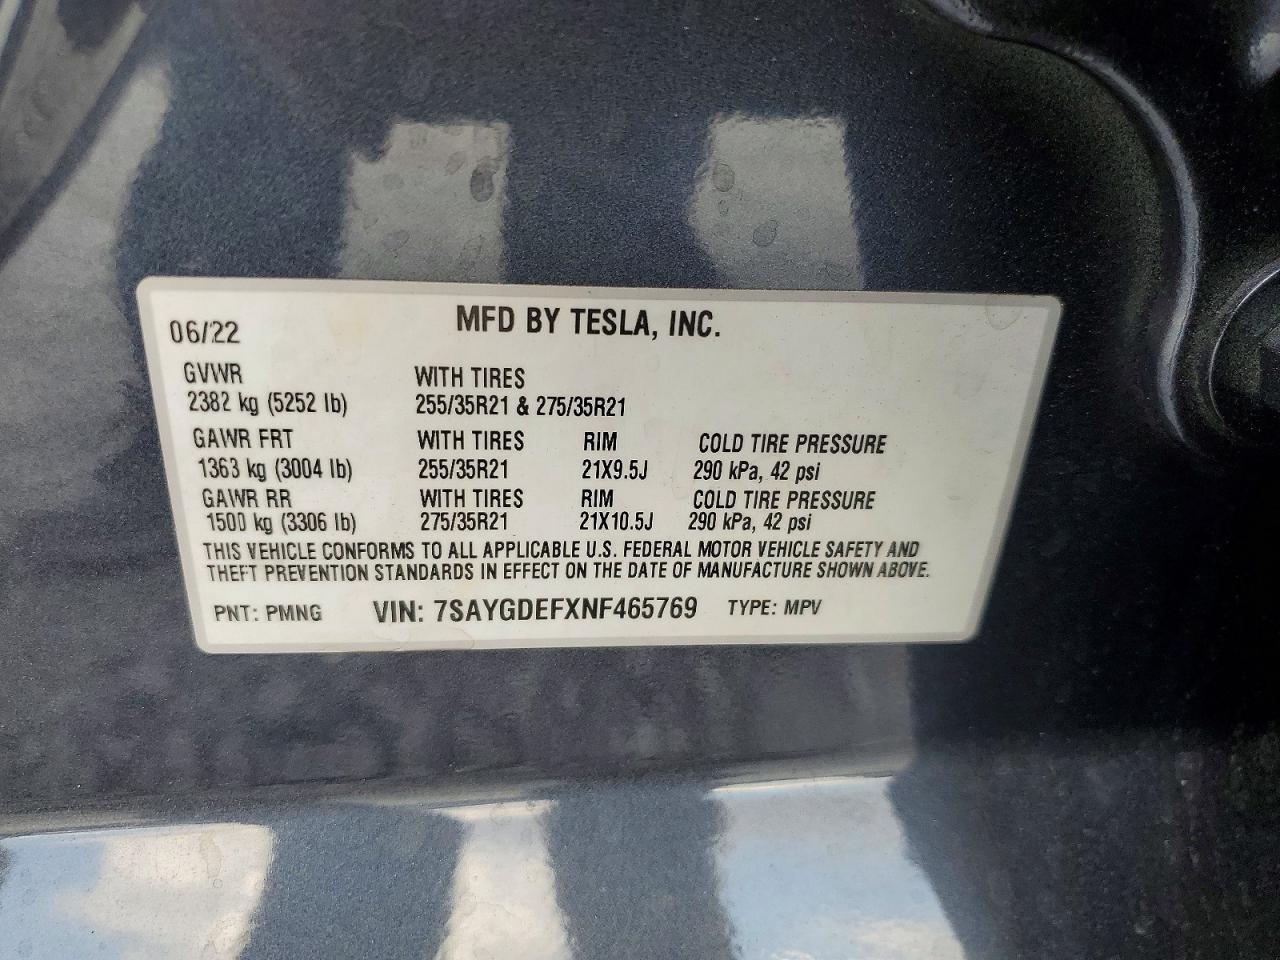 06/22 MFD BY TESLA, INC.
GVWR WITH TIRES
2382 kg (5252 lb) 255/35R21 & 275/35R21
GAWR FRT WITH TIRES RIM COLD TIRE PRESSURE
1363 kg (3004 lb) 255/35R21 21X9.5J 290 kPa, 42 psi
GAWR RR WITH TIRES RIM COLD TIRE PRESSURE
1500 kg (3306 lb) 275/35R21 21X10.5J 290 kPa, 42 psi
THIS VEHICLE CONFORMS TO ALL APPLICABLE U.S. FEDERAL MOTOR VEHICLE SAFETY AND
THEFT PREVENTION STANDARDS IN EFFECT ON THE DATE OF MANUFACTURE SHOWN ABOVE.
PNT: PMNG VIN: 7SAYGDEFXNF465769 TYPE: MPV